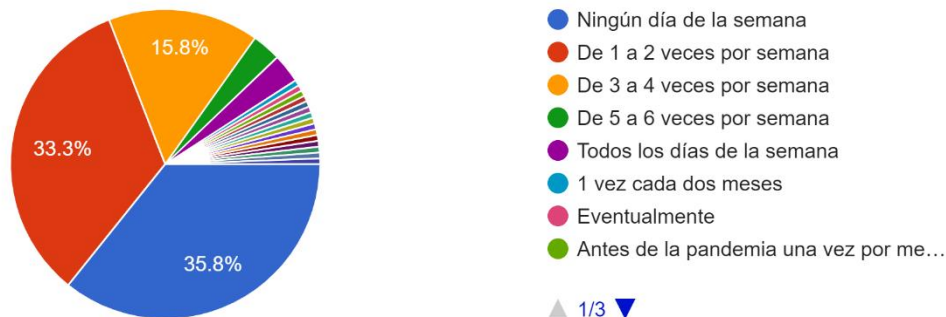 15.8%
33.3%
35.8%
Ningún día de la semana
De 1 a 2 veces por semana
De 3 a 4 veces por semana
De 5 a 6 veces por semana
Todos los días de la semana
1 vez cada dos meses
Eventualmente
Antes de la pandemia una vez por me…
1/3